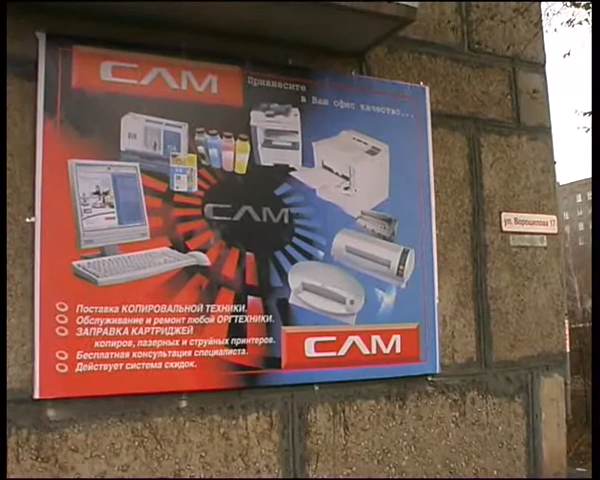 САМ
Принесите
в Ваш офис качество...
САМ
Поставка КОПИРОВАЛЬНОЙ ТЕХНИКИ.
Обслуживание и ремонт любой ОРГТЕХНИКИ.
ЗАПРАВКА КАРТРИДЖЕЙ
копиров, лазерных и струйных принтеров.
Бесплатная консультация специалиста.
Действует система скидок.
САМ
ул. Ворошилова 17